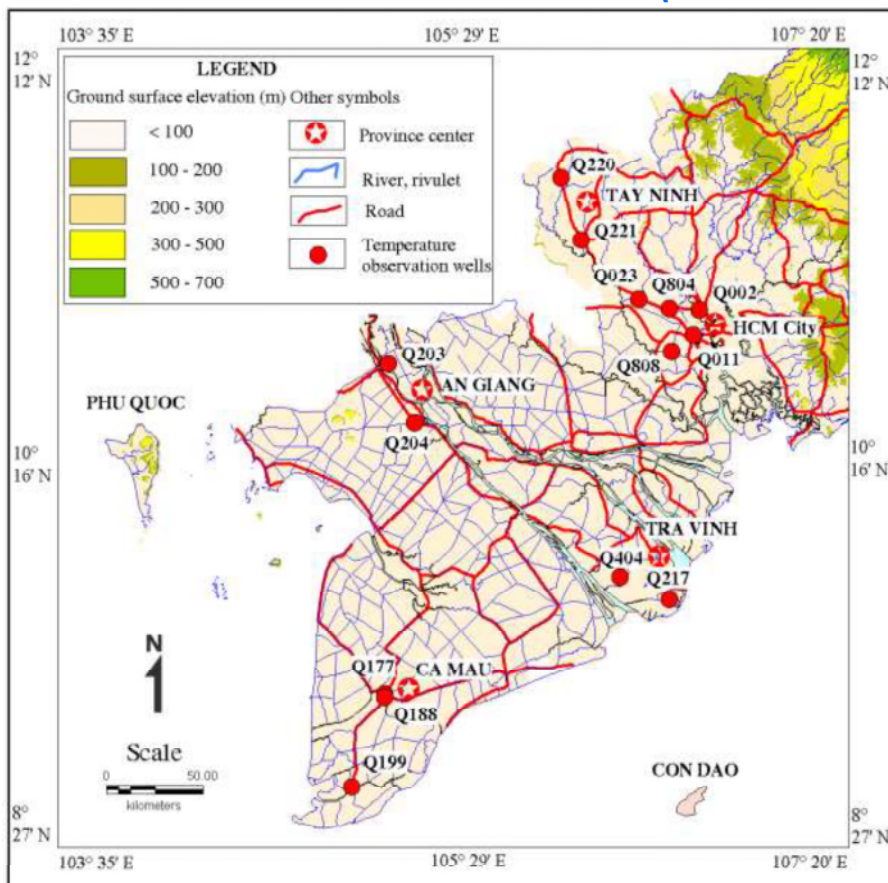 103° 35' E
105° 29' E
107° 20' E
12°
12' N
12°
12' N
LEGEND
Ground surface elevation (m)
Other symbols
< 100
100 - 200
200 - 300
300 - 500
500 - 700
Province center
River, rivulet
Road
Temperature
observation wells
Q220
TAY NINH
Q221
Q023
Q804
Q002
HCM City
Q808
Q011
Q203
AN GIANG
PHU QUOC
Q204
10°
16' N
10°
16' N
TRA VINH
Q404
Q217
N
Q177
CA MAU
Q188
Scale
0
50.00
kilometers
Q199
CON DAO
8°
27' N
8°
27' N
103° 35' E
105° 29' E
107° 20' E